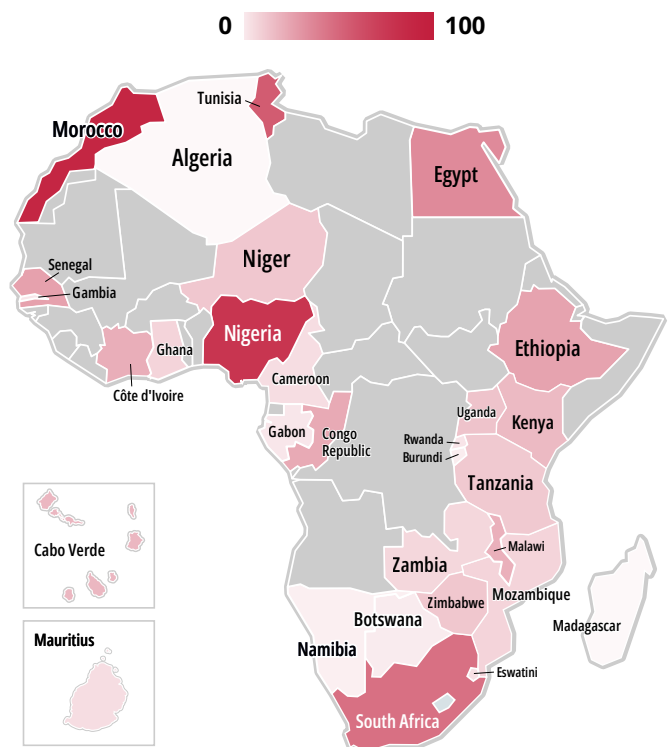 0 100
Tunisia
Morocco
Algeria
Egypt
Niger
Senegal
Gambia
Nigeria
Ghana
Ethiopia
Cameroon
Côte d'Ivoire
Uganda
Kenya
Gabon
Congo
Republic
Rwanda
Burundi
Tanzania
Cabo Verde
Malawi
Zambia
Mozambique
Zimbabwe
Botswana
Madagascar
Mauritius
Namibia
Eswatini
South Africa